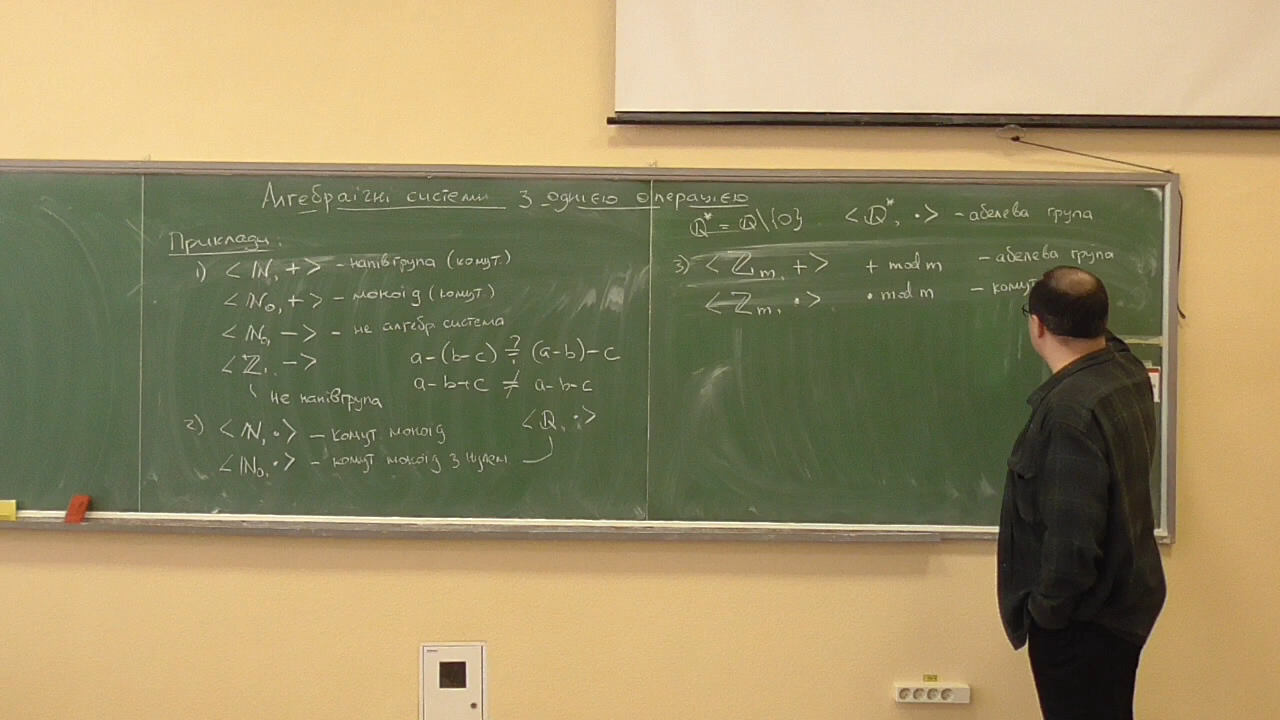 Алгебраїчні системи з однією операцією
Приклади:
1) <ℕ, +> – напівгрупа (комут.)
<ℕ₀, +> – моноїд (комут.)
<ℕ₀, –> – не алгебр система
<ℤ, –>
не напівгрупа
a–(b–c) ≟ (a–b)–c
a–b+c ≠ a–b–c
2) <ℕ, ·> – комут моноїд
<ℕ₀, ·> – комут моноїд з нулем
<ℚ, ·>
ℚ* = ℚ\{0} <ℚ*, ·> – абелева група
3) <ℤₘ, +> + mod m – абелева група
<ℤₘ, ·> · mod m – комут